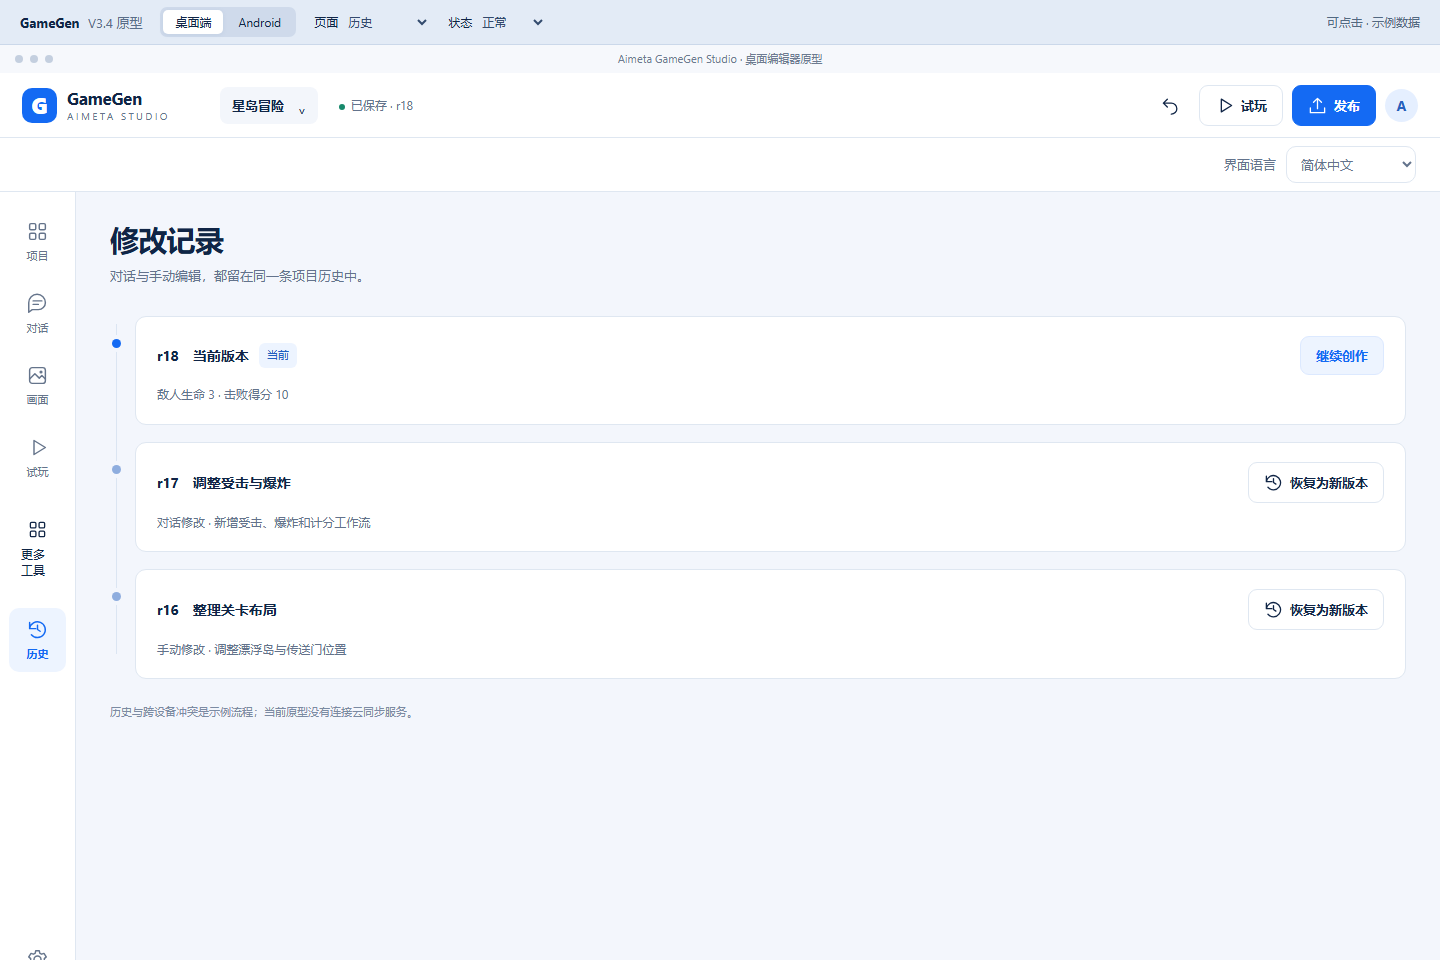 GameGen V3.4 原型 桌面端 Android 页面 历史 状态 正常 可点击 · 示例数据
Aimeta GameGen Studio · 桌面编辑器原型
G GameGen 星岛冒险 已保存 · r18 试玩 发布 A
AIMETA STUDIO
界面语言 简体中文
项目
对话
画面
试玩
更多
工具
历史
修改记录
对话与手动编辑，都留在同一条项目历史中。
r18 当前版本 当前 继续创作
敌人生命 3 · 击败得分 10
r17 调整受击与爆炸 恢复为新版本
对话修改 · 新增受击、爆炸和计分工作流
r16 整理关卡布局 恢复为新版本
手动修改 · 调整漂浮岛与传送门位置
历史与跨设备冲突是示例流程；当前原型没有连接云同步服务。